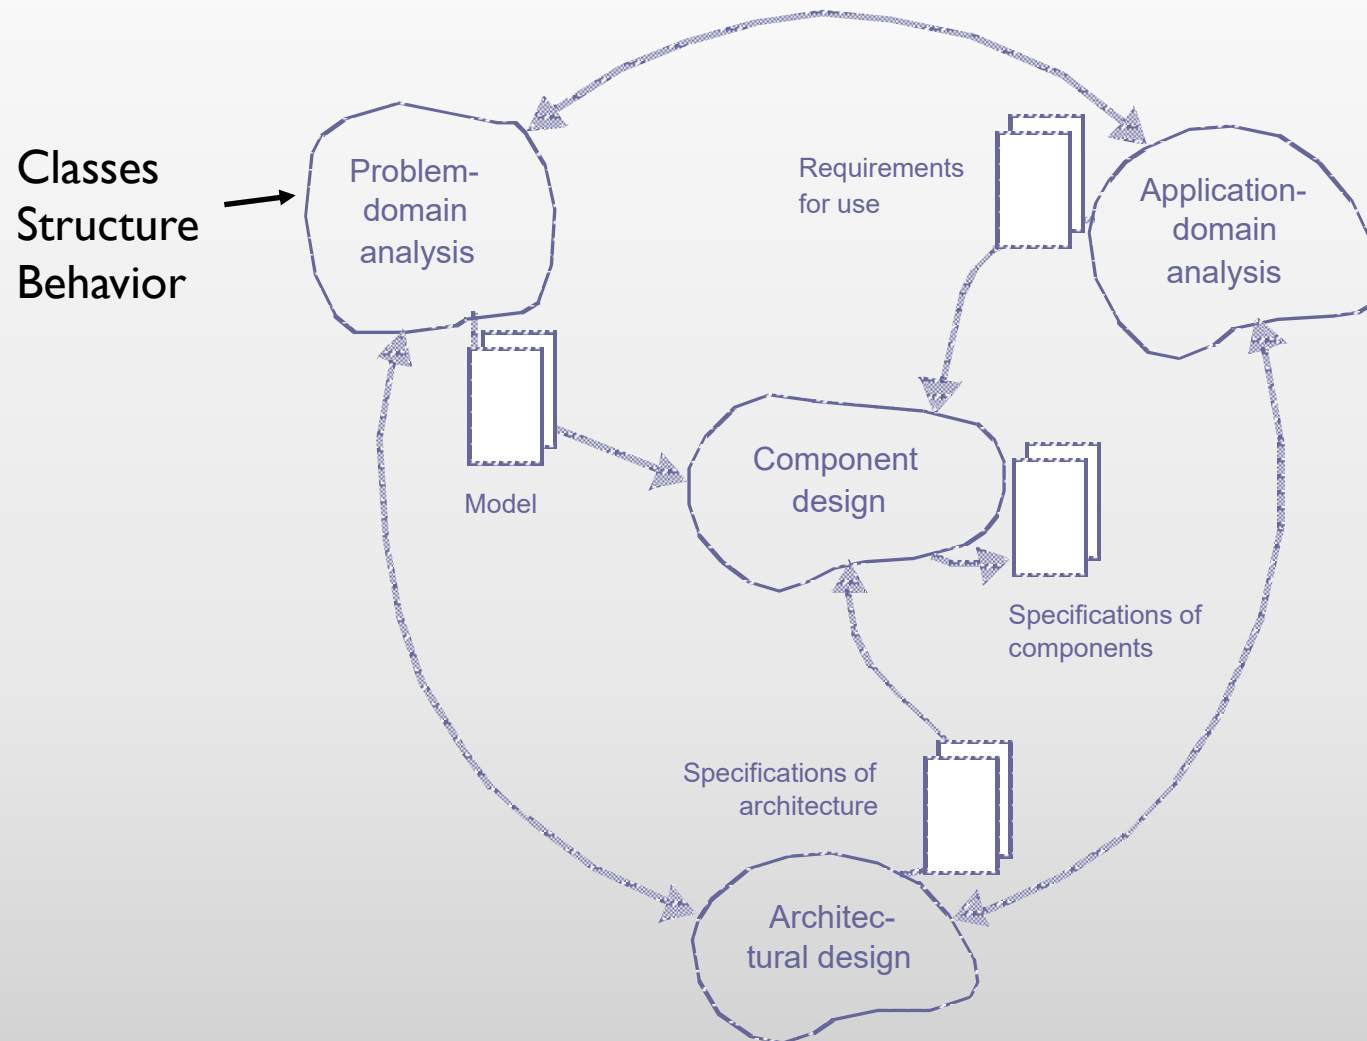 Classes
Structure
Behavior
Problem-
domain
analysis
Requirements
for use
Application-
domain
analysis
Model
Component
design
Specifications of
components
Specifications of
architecture
Architec-
tural design